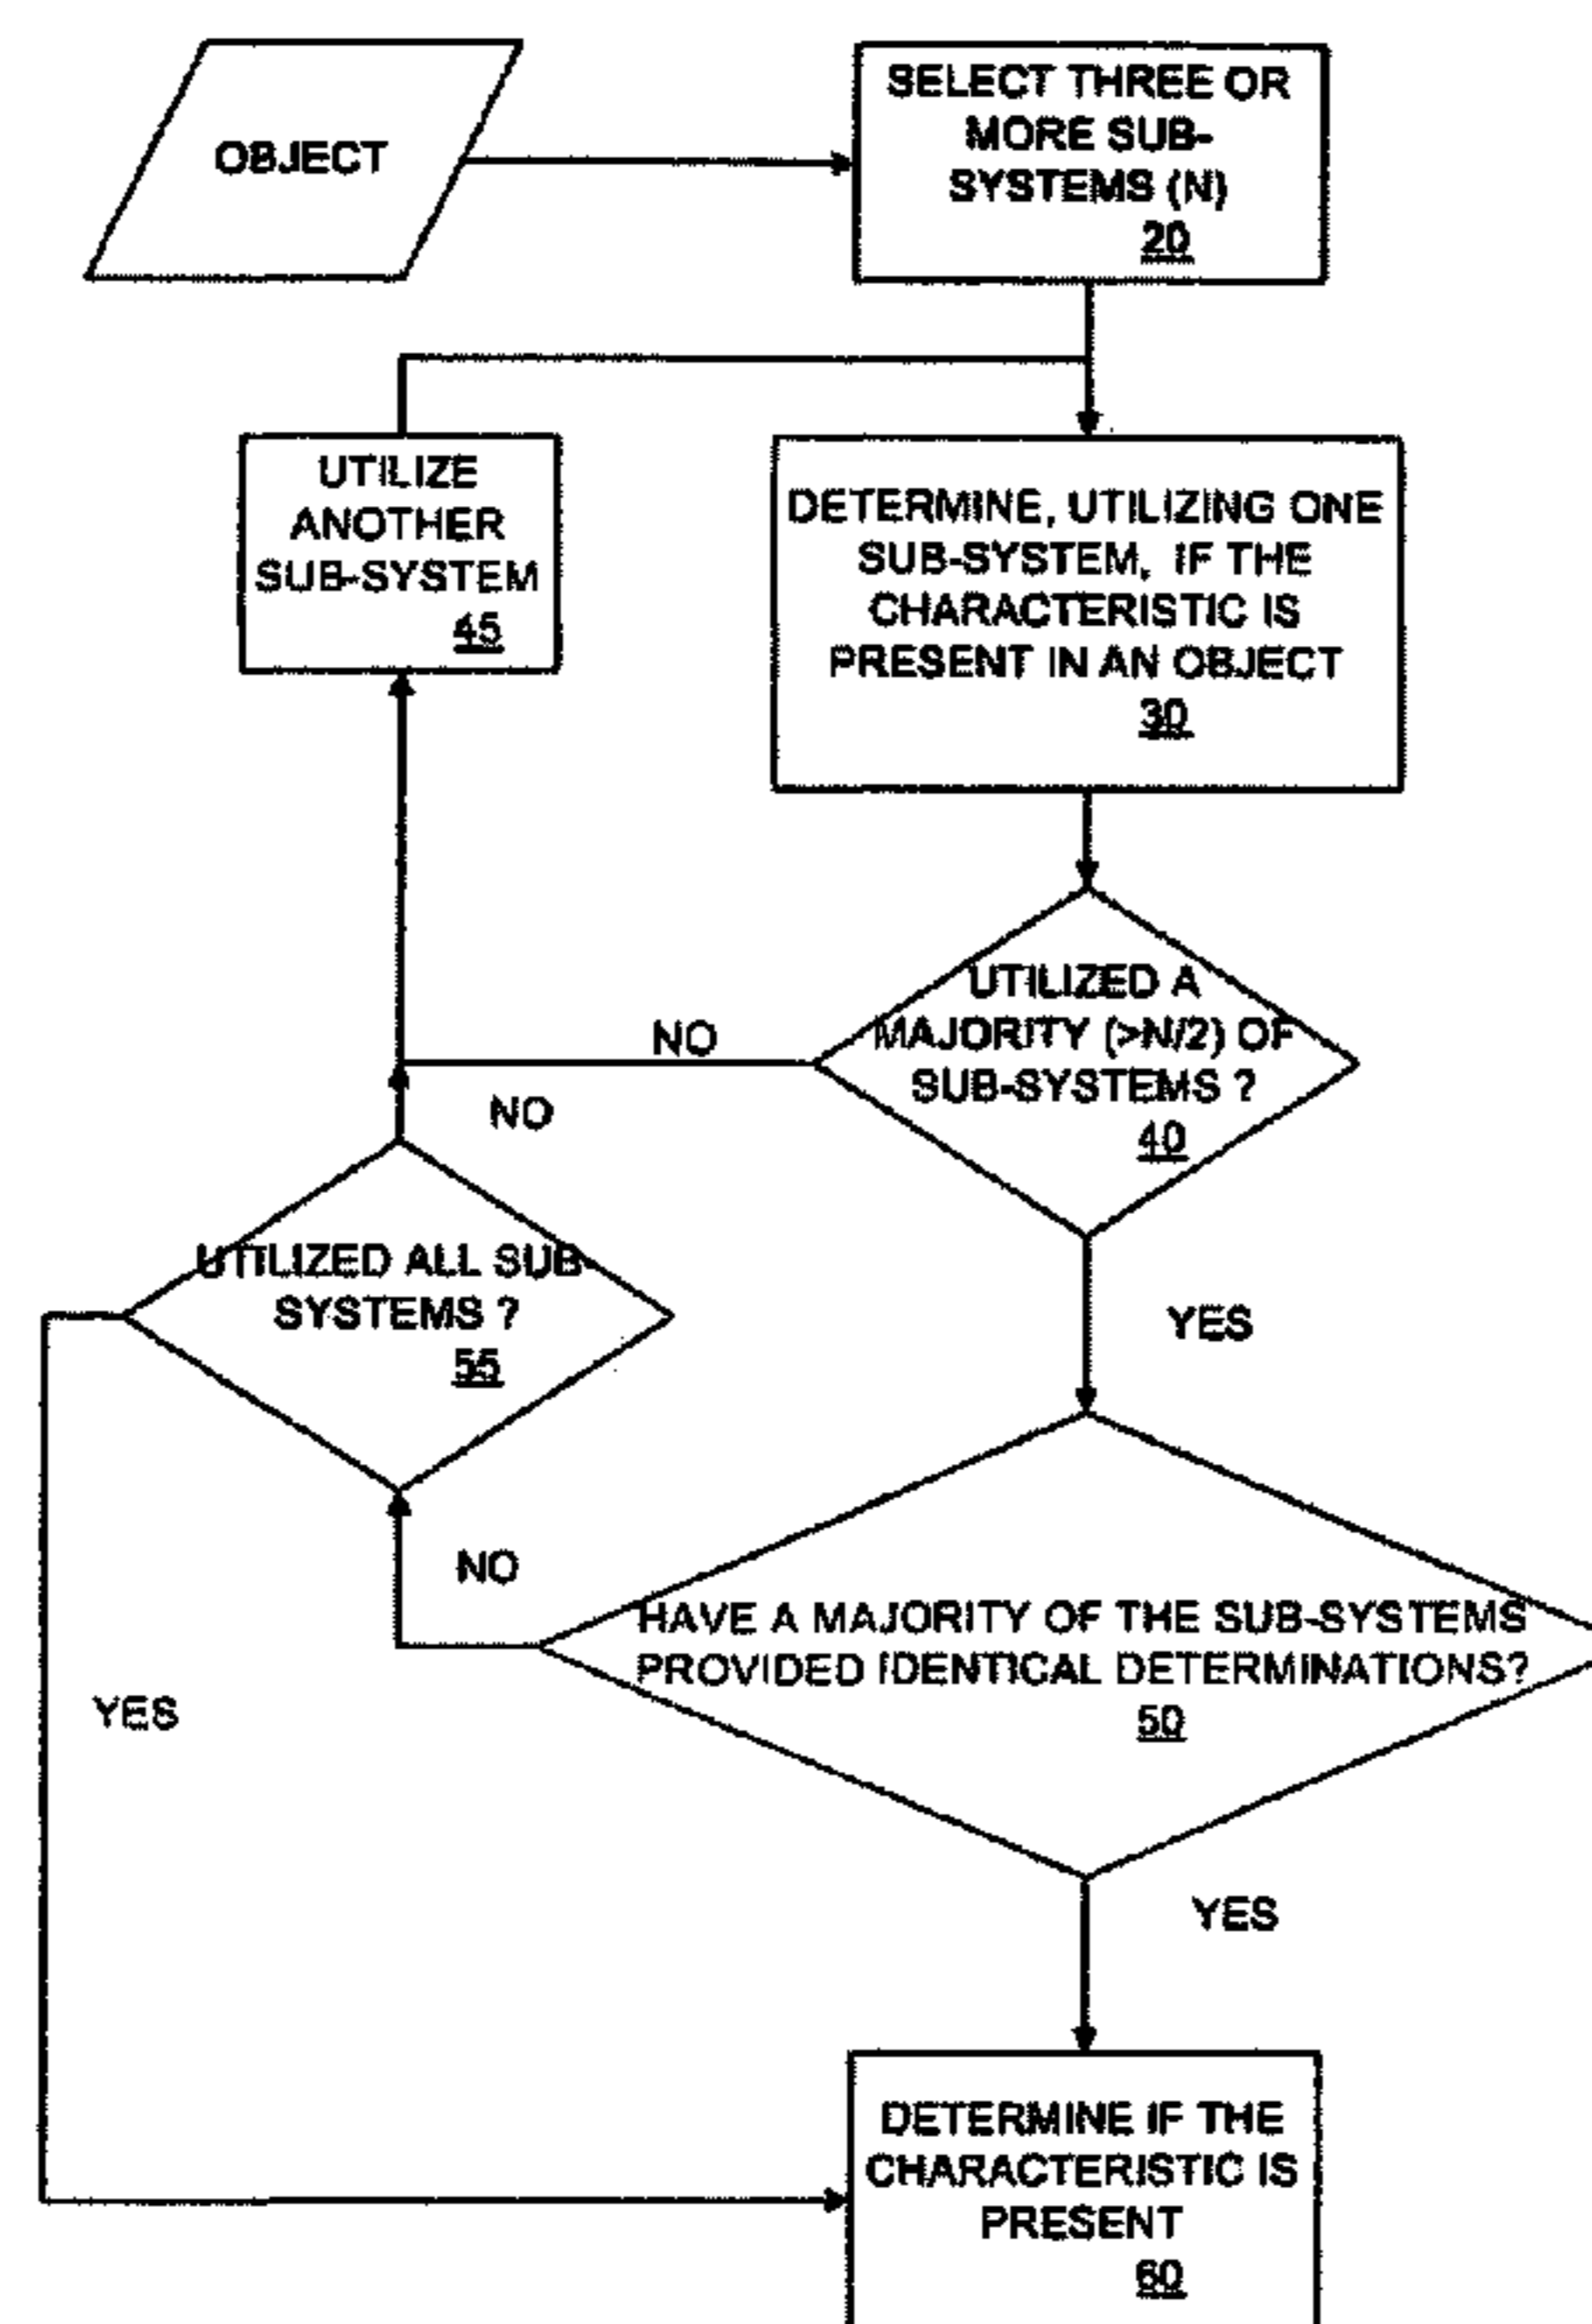 OBJECT
SELECT THREE OR
MORE SUB-
SYSTEMS (N)
20
UTILIZE
ANOTHER
SUB-SYSTEM
45
DETERMINE, UTILIZING ONE
SUB-SYSTEM, IF THE
CHARACTERISTIC IS
PRESENT IN AN OBJECT
30
UTILIZED A
MAJORITY (>N/2) OF
SUB-SYSTEMS ?
40
NO
NO
UTILIZED ALL SUB
SYSTEMS ?
55
YES
NO
HAVE A MAJORITY OF THE SUB-SYSTEMS
PROVIDED IDENTICAL DETERMINATIONS?
50
YES
YES
DETERMINE IF THE
CHARACTERISTIC IS
PRESENT
60